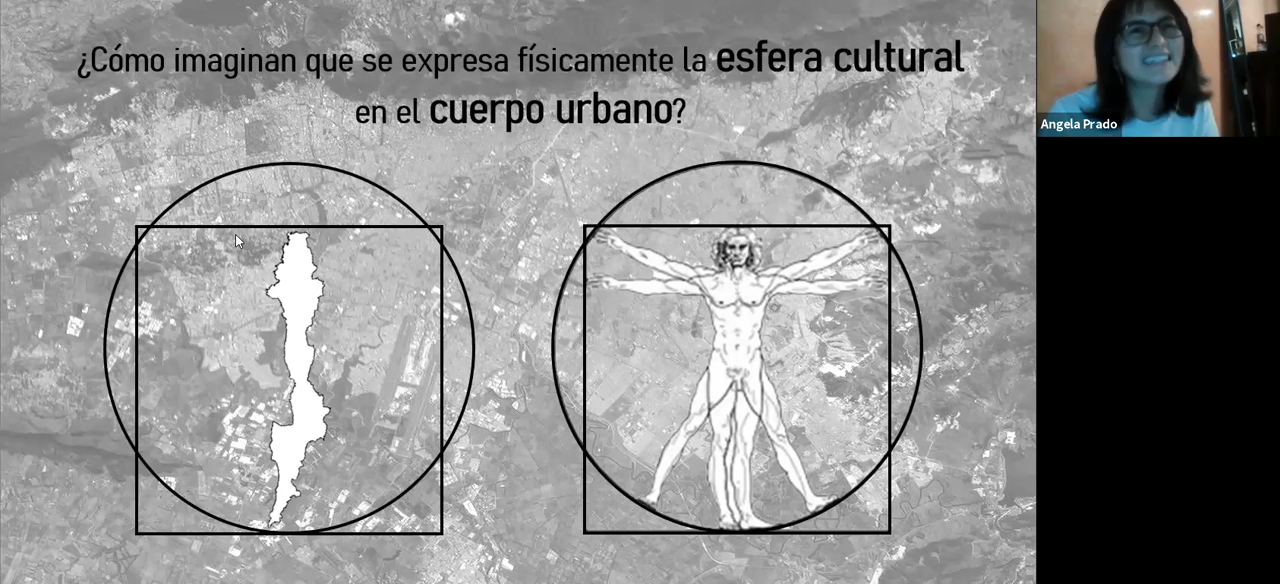 ¿Cómo imaginan que se expresa físicamente la esfera cultural
en el cuerpo urbano?
Angela Prado